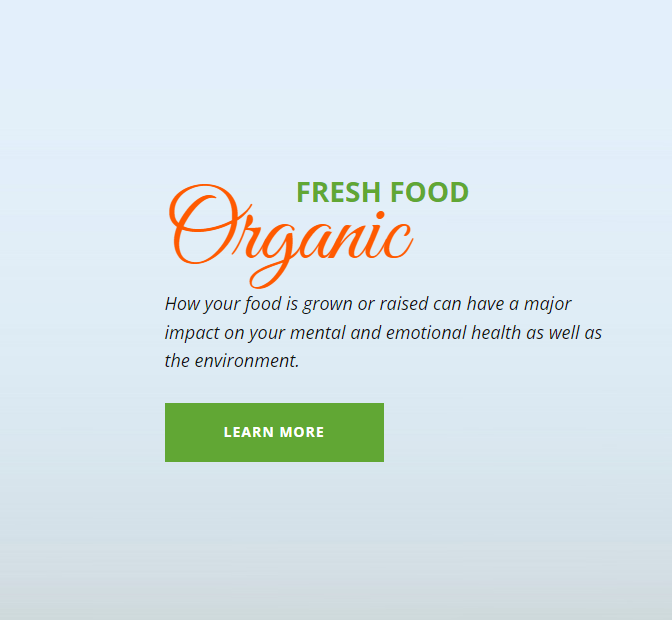 FRESH FOOD
Organic
How your food is grown or raised can have a major
impact on your mental and emotional health as well as
the environment.
LEARN MORE